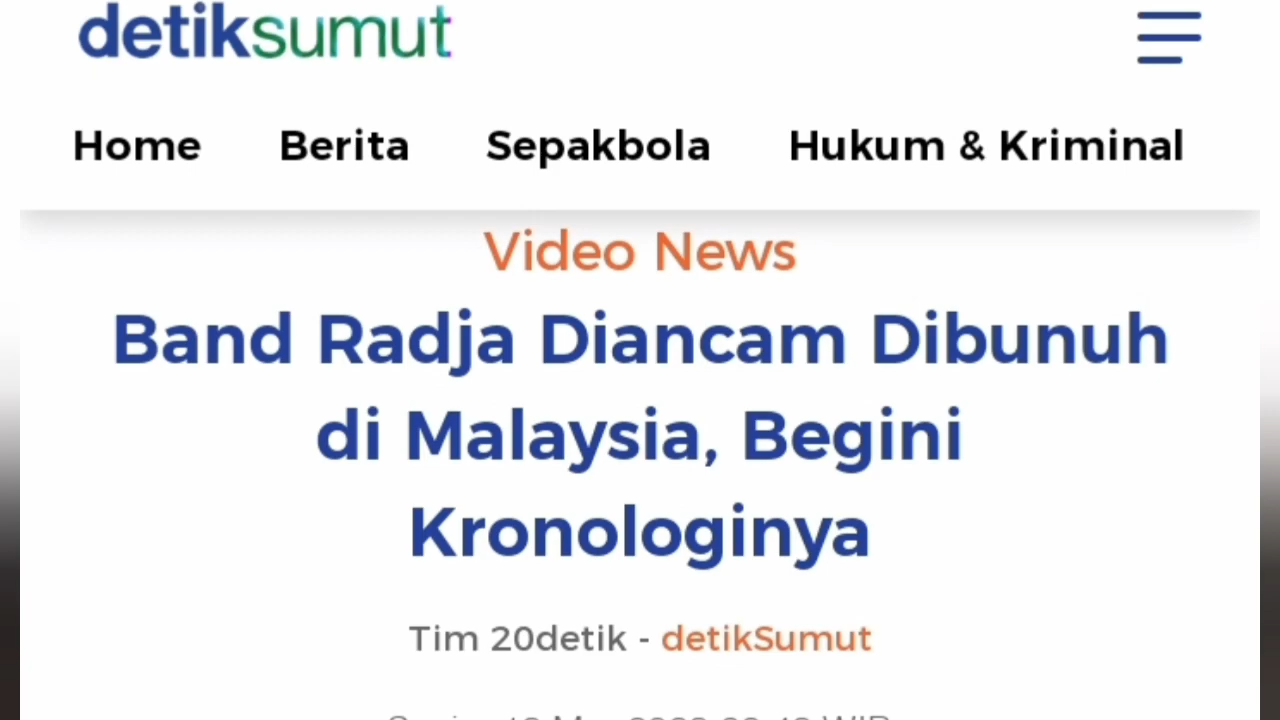 detiksumut
Home Berita Sepakbola Hukum & Kriminal
Video News
Band Radja Diancam Dibunuh
di Malaysia, Begini
Kronologinya
Tim 20detik - detikSumut